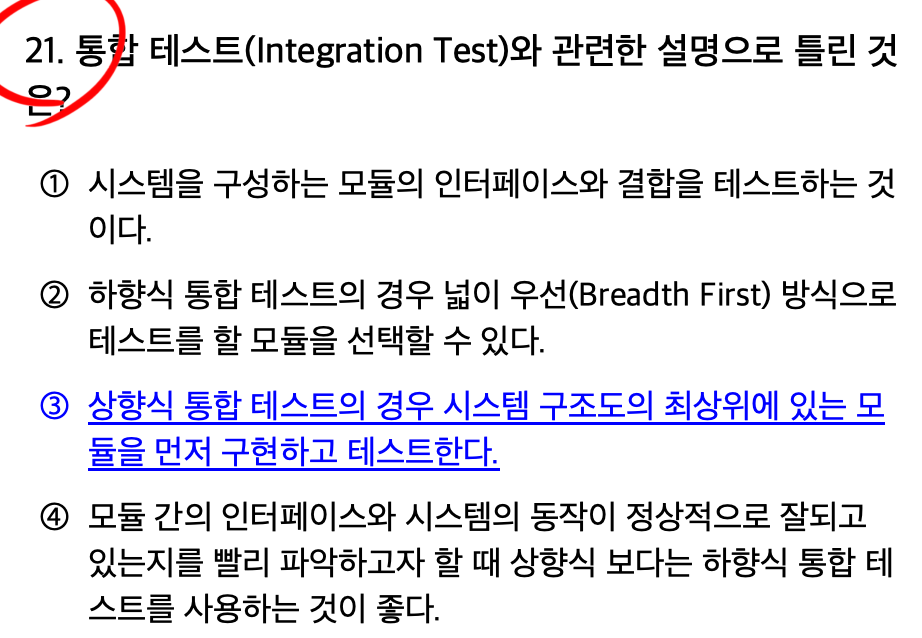 21. 통합 테스트(Integration Test)와 관련한 설명으로 틀린 것
은?
① 시스템을 구성하는 모듈의 인터페이스와 결합을 테스트하는 것
이다.
② 하향식 통합 테스트의 경우 넓이 우선(Breadth First) 방식으로
테스트를 할 모듈을 선택할 수 있다.
③ 상향식 통합 테스트의 경우 시스템 구조도의 최상위에 있는 모
듈을 먼저 구현하고 테스트한다.
④ 모듈 간의 인터페이스와 시스템의 동작이 정상적으로 잘되고
있는지를 빨리 파악하고자 할 때 상향식 보다는 하향식 통합 테
스트를 사용하는 것이 좋다.